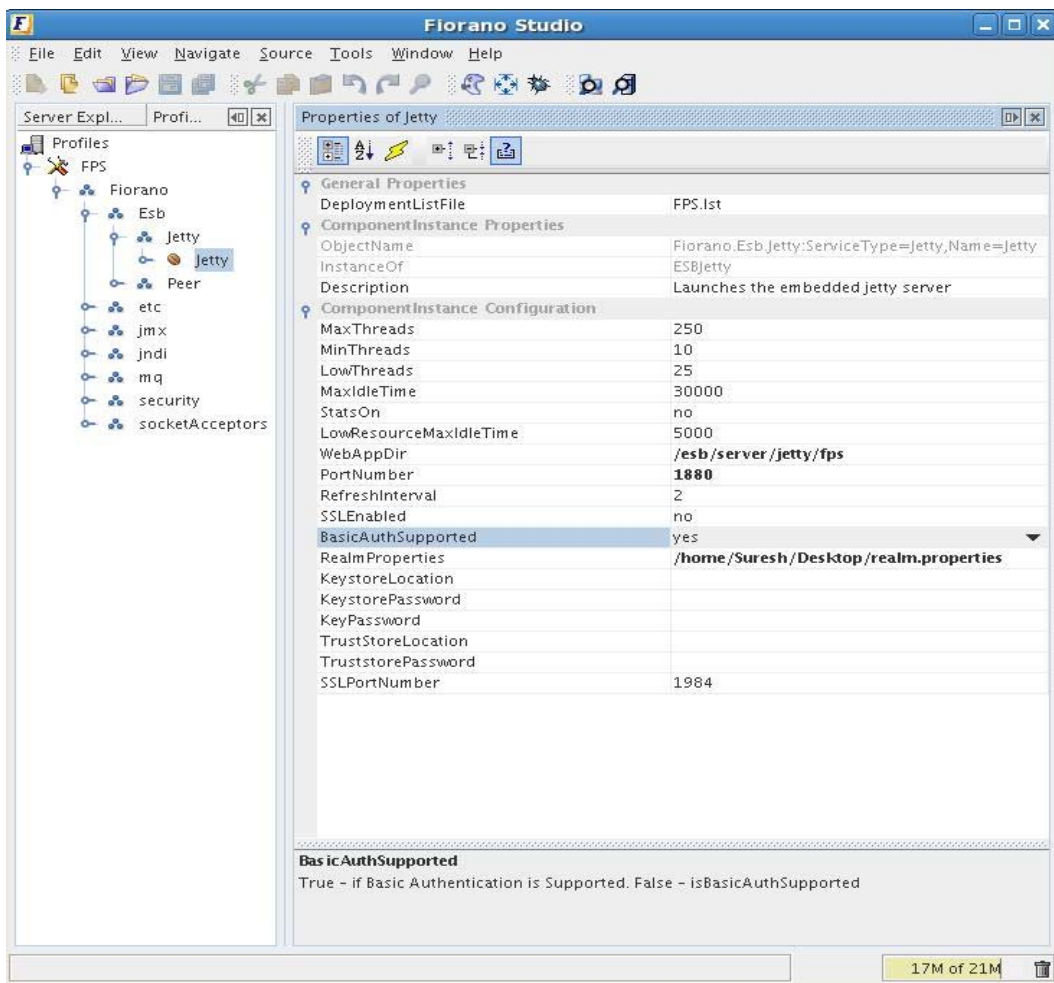 Fiorano Studio
File Edit View Navigate Source Tools Window Help
Server Expl... Profi...
Profiles
FPS
Fiorano
Esb
Jetty
Jetty
Peer
etc
jmx
jndi
mq
security
socketAcceptors
Properties of Jetty
General Properties
DeploymentListFile FPS.lst
ComponentInstance Properties
ObjectName Fiorano.Esb.Jetty:ServiceType=Jetty,Name=Jetty
InstanceOf ESBJetty
Description Launches the embedded jetty server
ComponentInstance Configuration
MaxThreads 250
MinThreads 10
LowThreads 25
MaxIdleTime 30000
StatsOn no
LowResourceMaxIdleTime 5000
WebAppDir /esb/server/jetty/fps
PortNumber 1880
RefreshInterval 2
SSLEnabled no
BasicAuthSupported yes
RealmProperties /home/Suresh/Desktop/realm.properties
KeystoreLocation
KeystorePassword
KeyPassword
TrustStoreLocation
TruststorePassword
SSLPortNumber 1984
BasicAuthSupported
True - if Basic Authentication is Supported. False - isBasicAuthSupported
17M of 21M